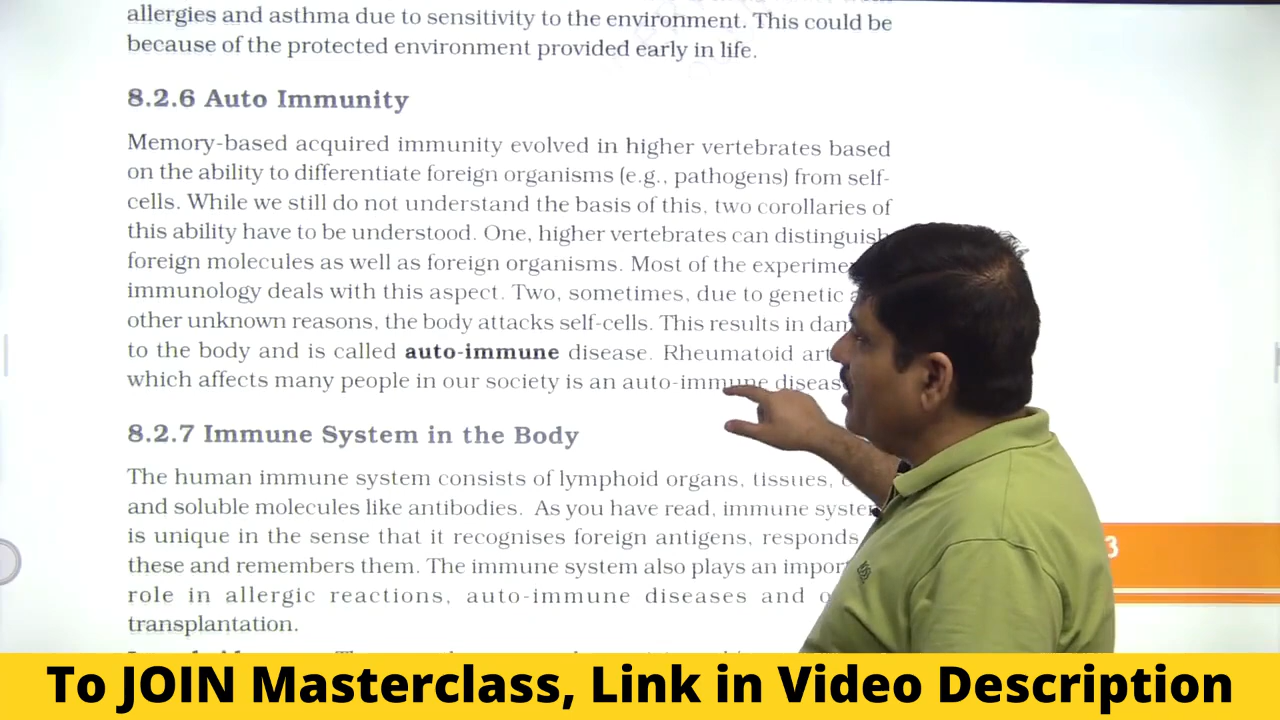 allergies and asthma due to sensitivity to the environment. This could be
because of the protected environment provided early in life.
8.2.6 Auto Immunity
Memory-based acquired immunity evolved in higher vertebrates based
on the ability to differentiate foreign organisms (e.g., pathogens) from self-
cells. While we still do not understand the basis of this, two corollaries of
this ability have to be understood. One, higher vertebrates can distinguish
foreign molecules as well as foreign organisms. Most of the experime
immunology deals with this aspect. Two, sometimes, due to genetic a
other unknown reasons, the body attacks self-cells. This results in dam
to the body and is called auto-immune disease. Rheumatoid art
which affects many people in our society is an auto-immune diseas
8.2.7 Immune System in the Body
The human immune system consists of lymphoid organs, tissues,
and soluble molecules like antibodies. As you have read, immune syste
is unique in the sense that it recognises foreign antigens, responds
these and remembers them. The immune system also plays an impor
role in allergic reactions, auto-immune diseases and o
transplantation.
3
To JOIN Masterclass, Link in Video Description